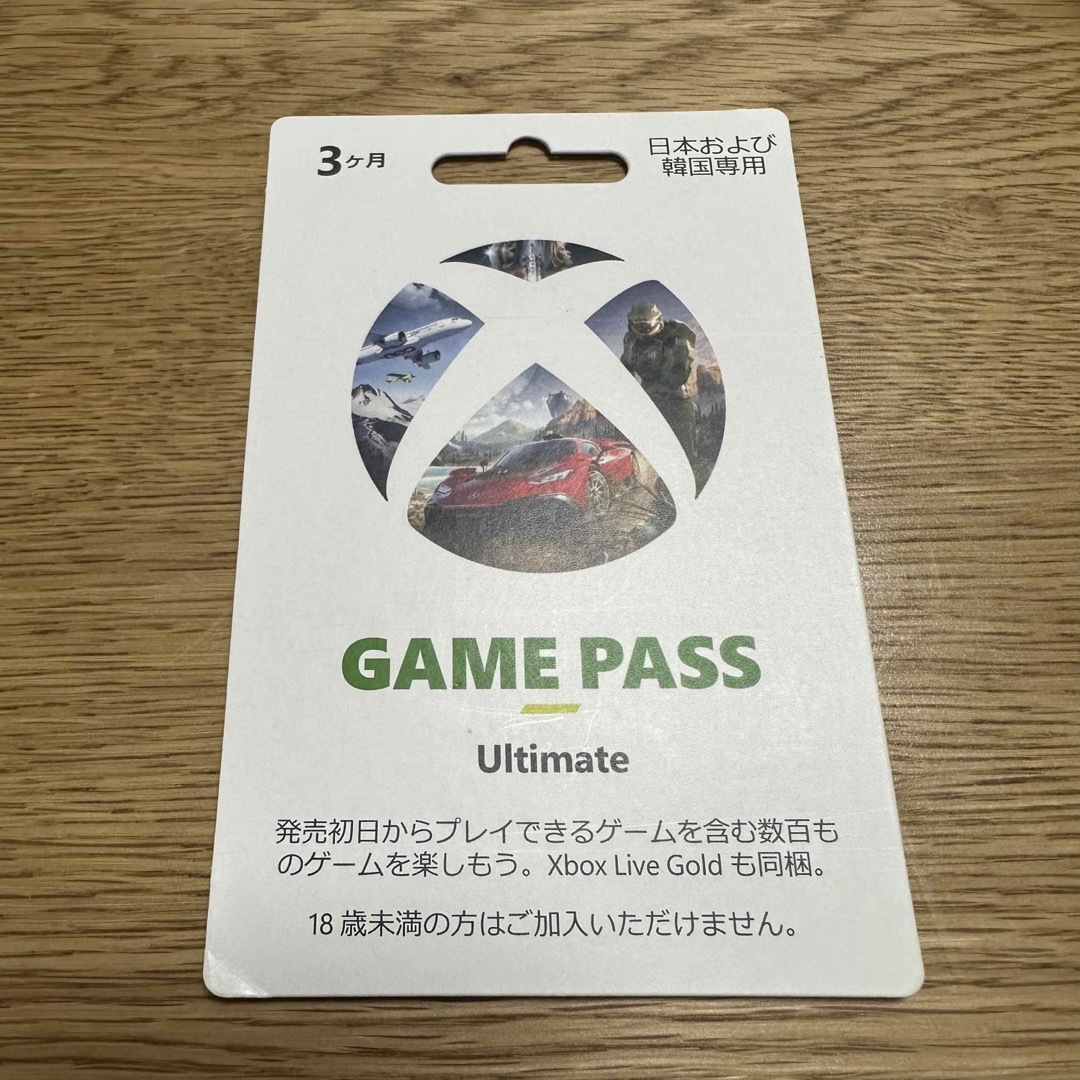 3ヶ月
日本および
韓国専用
GAME PASS
Ultimate
発売初日からプレイできるゲームを含む数百も
のゲームを楽しもう。Xbox Live Gold も同梱。
18 歳未満の方はご加入いただけません。